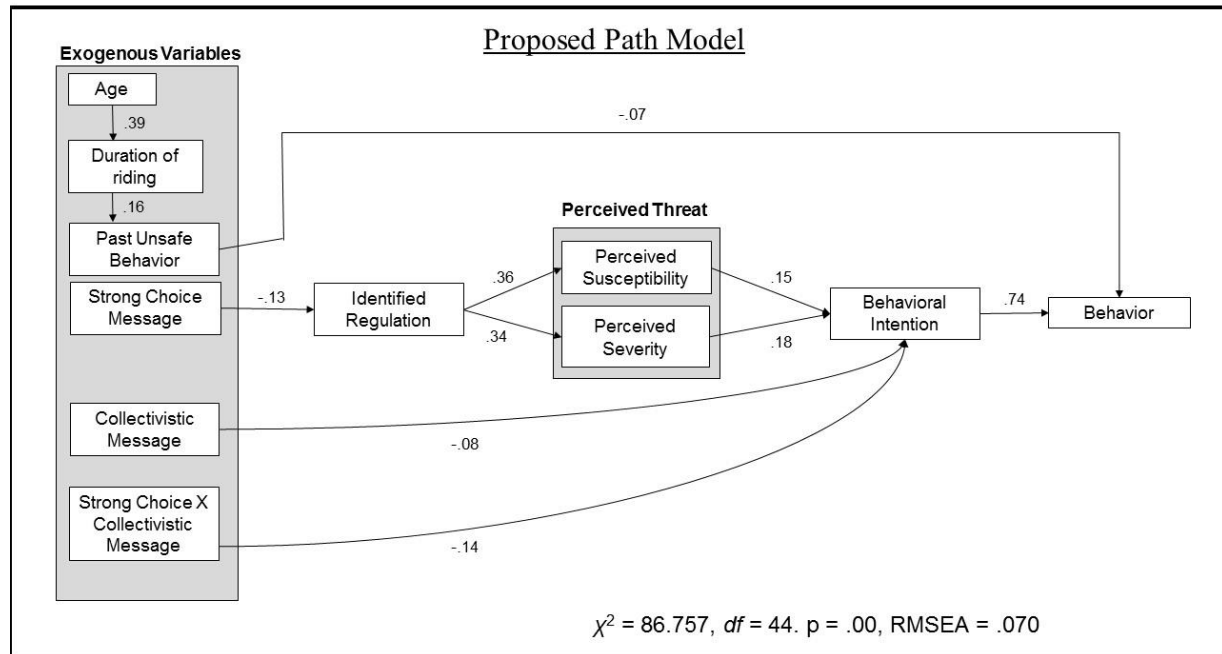 Proposed Path Model
Exogenous Variables
Age
.39
Duration of
riding
.16
Past Unsafe
Behavior
-.07
Strong Choice
Message
-.13
Identified
Regulation
.36
.34
Perceived Threat
Perceived
Susceptibility
Perceived
Severity
.15
.18
Behavioral
Intention
.74
Behavior
Collectivistic
Message
-.08
Strong Choice X
Collectivistic
Message
-.14
χ² = 86.757, df = 44. p = .00, RMSEA = .070